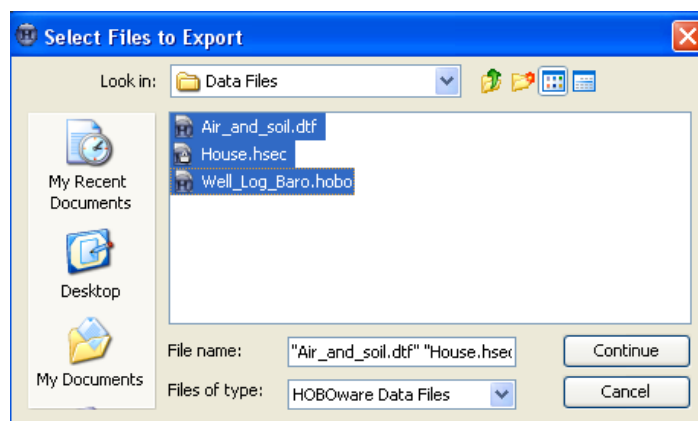 Select Files to Export
Look in: Data Files
Air_and_soil.dtf
House.hsec
Well_Log_Baro.hobo
My Recent
Documents
Desktop
My Documents
File name: "Air_and_soil.dtf" "House.hsec
Continue
Files of type: HOBOware Data Files
Cancel